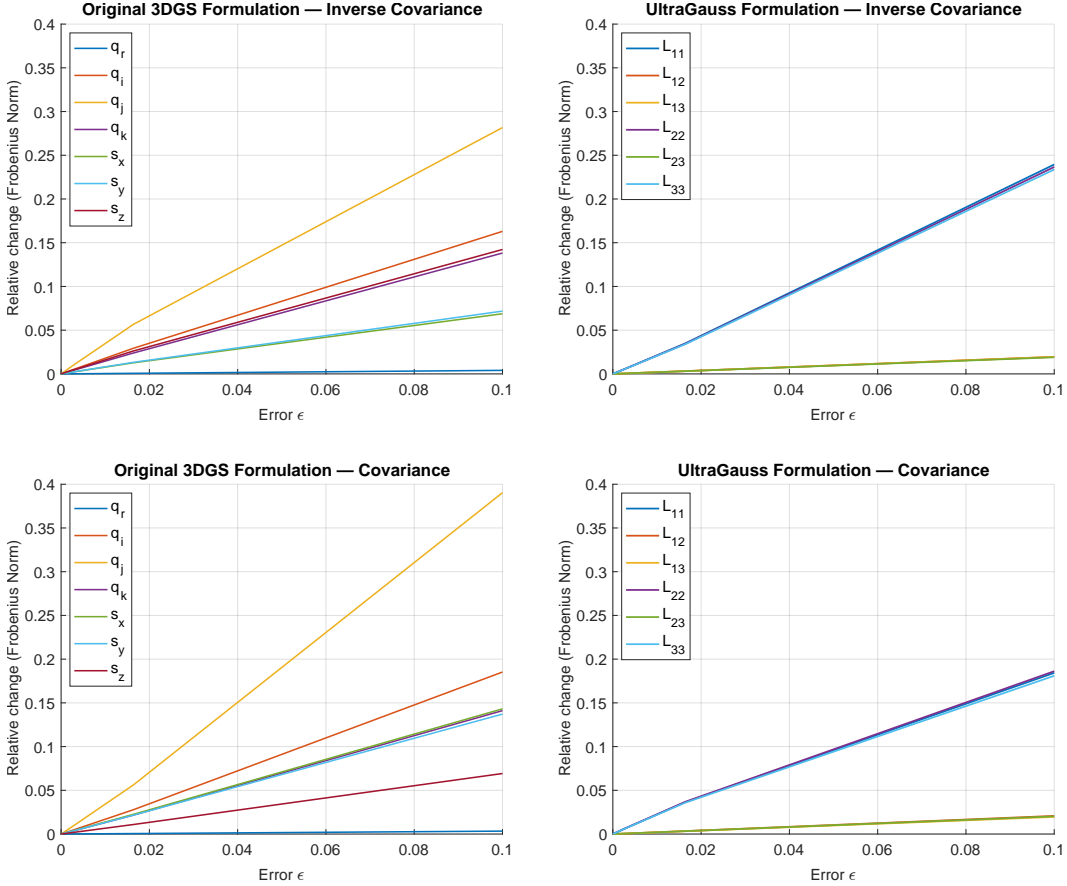 Original 3DGS Formulation — Inverse Covariance
0.4
0.35
0.3
0.25
0.2
0.15
0.1
0.05
0
Relative change (Frobenius Norm)
q_r
q_i
q_j
q_k
s_x
s_y
s_z
0 0.02 0.04 0.06 0.08 0.1
Error ϵ
UltraGauss Formulation — Inverse Covariance
0.4
0.35
0.3
0.25
0.2
0.15
0.1
0.05
0
Relative change (Frobenius Norm)
L_11
L_12
L_13
L_22
L_23
L_33
0 0.02 0.04 0.06 0.08 0.1
Error ϵ
Original 3DGS Formulation — Covariance
0.4
0.35
0.3
0.25
0.2
0.15
0.1
0.05
0
Relative change (Frobenius Norm)
q_r
q_i
q_j
q_k
s_x
s_y
s_z
0 0.02 0.04 0.06 0.08 0.1
Error ϵ
UltraGauss Formulation — Covariance
0.4
0.35
0.3
0.25
0.2
0.15
0.1
0.05
0
Relative change (Frobenius Norm)
L_11
L_12
L_13
L_22
L_23
L_33
0 0.02 0.04 0.06 0.08 0.1
Error ϵ